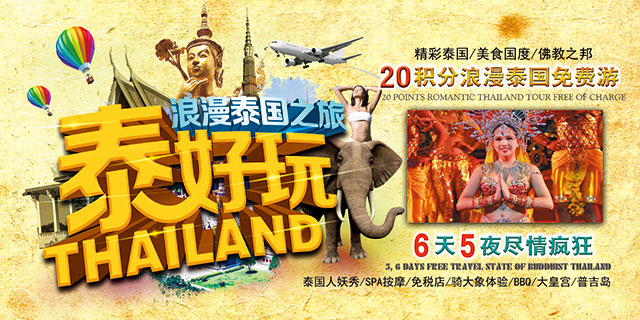 浪漫泰国之旅
泰好玩
THAILAND
精彩泰国/美食国度/佛教之邦
20积分浪漫泰国免费游
20 POINTS ROMANTIC THAILAND TOUR FREE OF CHARGE
6天5夜尽情疯狂
5, 6 DAYS FREE TRAVEL STATE OF BUDDHIST THAILAND
泰国人妖秀/SPA按摩/免税店/骑大象体验/BBQ/大皇宫/普吉岛